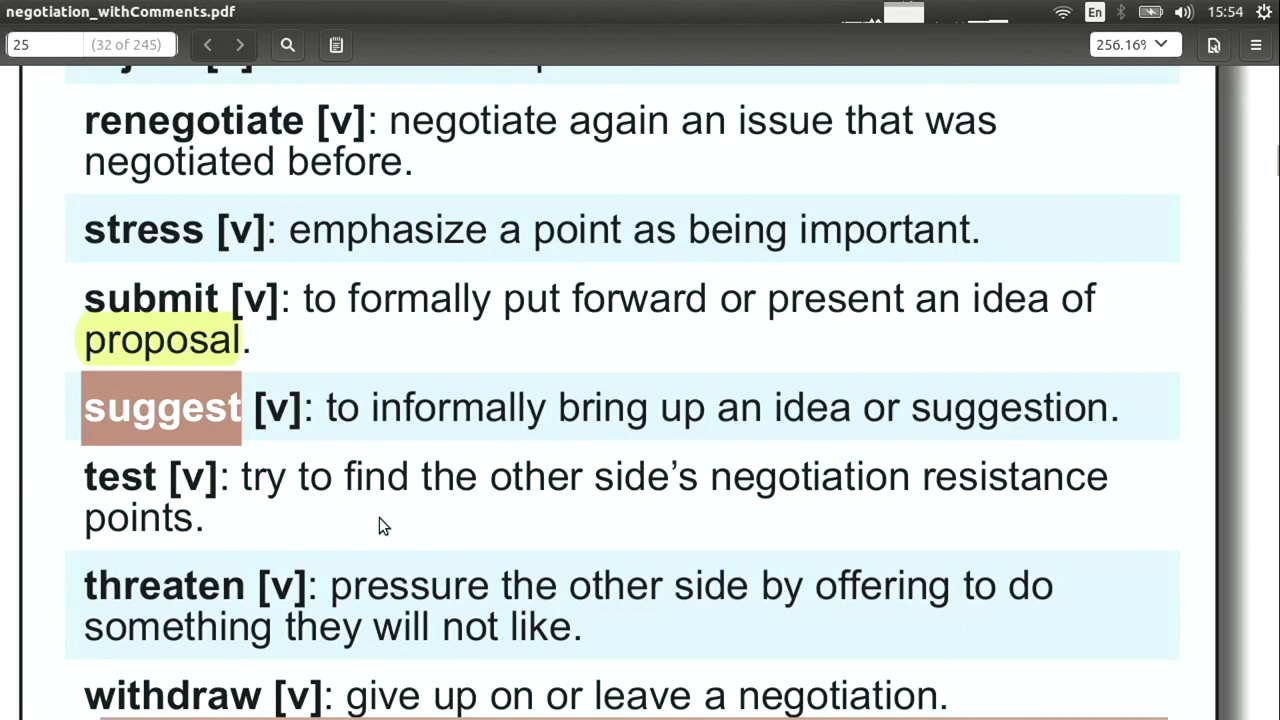 negotiation_withComments.pdf
En
15:54
25
(32 of 245)
256.16%
renegotiate [v]: negotiate again an issue that was
negotiated before.
stress [v]: emphasize a point as being important.
submit [v]: to formally put forward or present an idea of
proposal.
suggest [v]: to informally bring up an idea or suggestion.
test [v]: try to find the other side’s negotiation resistance
points.
threaten [v]: pressure the other side by offering to do
something they will not like.
withdraw [v]: give up on or leave a negotiation.